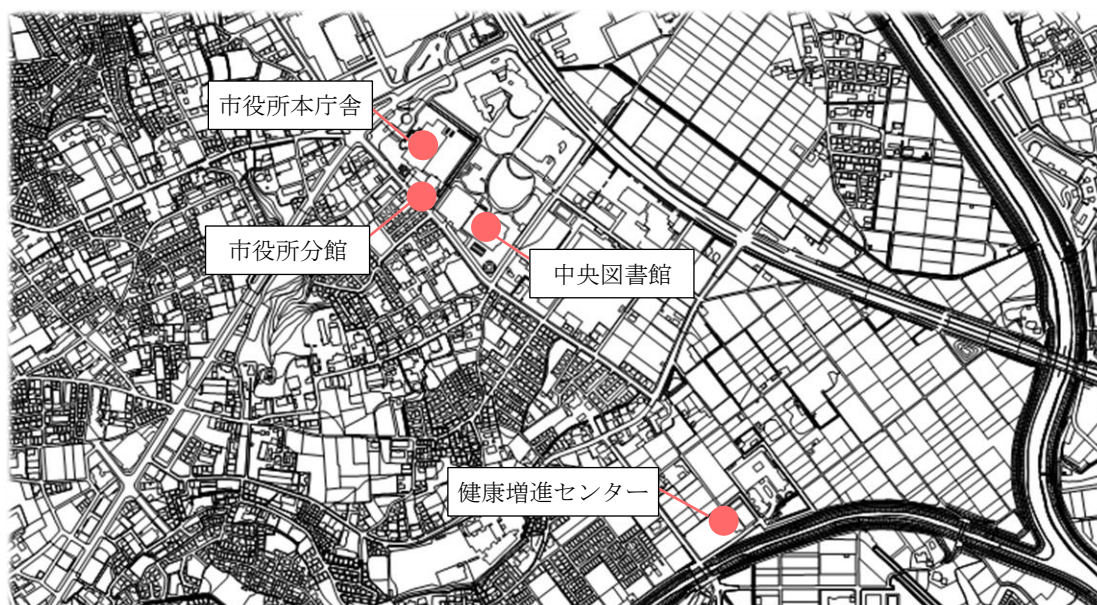 市役所本庁舎
市役所分館
中央図書館
健康増進センター